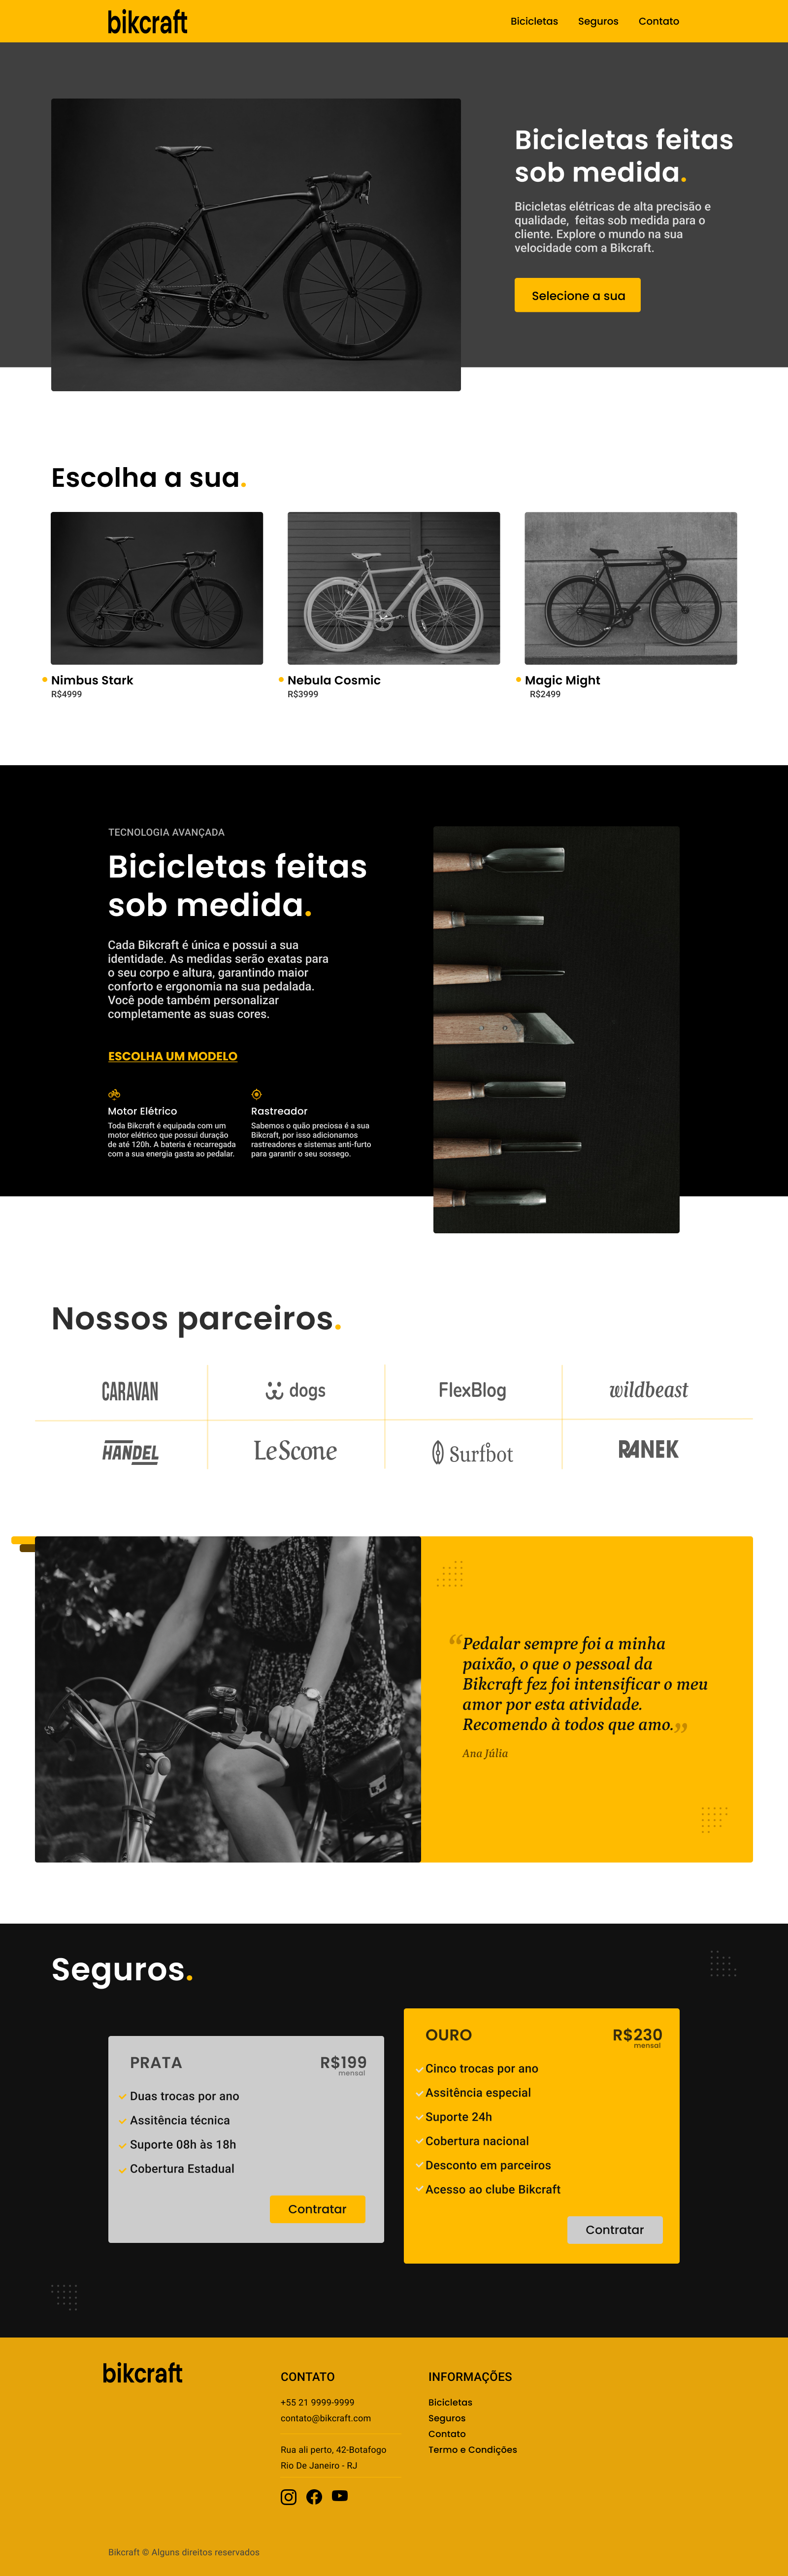 bikcraft
Bicicletas
Seguros
Contato
Bicicletas feitas
sob medida.
Bicicletas elétricas de alta precisão e
qualidade, feitas sob medida para o
cliente. Explore o mundo na sua
velocidade com a Bikcraft.
Selecione a sua
Escolha a sua.
Nimbus Stark
R$4999
Nebula Cosmic
R$3999
Magic Might
R$2499
TECNOLOGIA AVANÇADA
Bicicletas feitas
sob medida.
Cada Bikcraft é única e possui a sua
identidade. As medidas serão exatas para
o seu corpo e altura, garantindo maior
conforto e ergonomia na sua pedalada.
Você pode também personalizar
completamente as suas cores.
ESCOLHA UM MODELO
Motor Elétrico
Toda Bikcraft é equipada com um
motor elétrico que possuí duração
de até 120h. A bateria é recarregada
com a sua energia gasta ao pedalar.
Rastreador
Sabemos o quão preciosa é a sua
Bikcraft, por isso adicionamos
rastreadores e sistemas anti-furto
para garantir o seu sossego.
Nossos parceiros.
CARAVAN
dogs
FlexBlog
wildbeast
HANDEL
LeScone
Surfbot
RANEK
“Pedalar sempre foi a minha
paixão, o que o pessoal da
Bikcraft fez foi intensificar o meu
amor por esta atividade.
Recomendo à todos que amo.”
Ana Júlia
Seguros.
PRATA
R$199
mensal
Duas trocas por ano
Assitência técnica
Suporte 08h às 18h
Cobertura Estadual
Contratar
OURO
R$230
mensal
Cinco trocas por ano
Assitência especial
Suporte 24h
Cobertura nacional
Desconto em parceiros
Acesso ao clube Bikcraft
Contratar
bikcraft
CONTATO
+55 21 9999-9999
contato@bikcraft.com
Rua ali perto, 42-Botafogo
Rio De Janeiro - RJ
INFORMAÇÕES
Bicicletas
Seguros
Contato
Termo e Condições
Bikcraft © Alguns direitos reservados